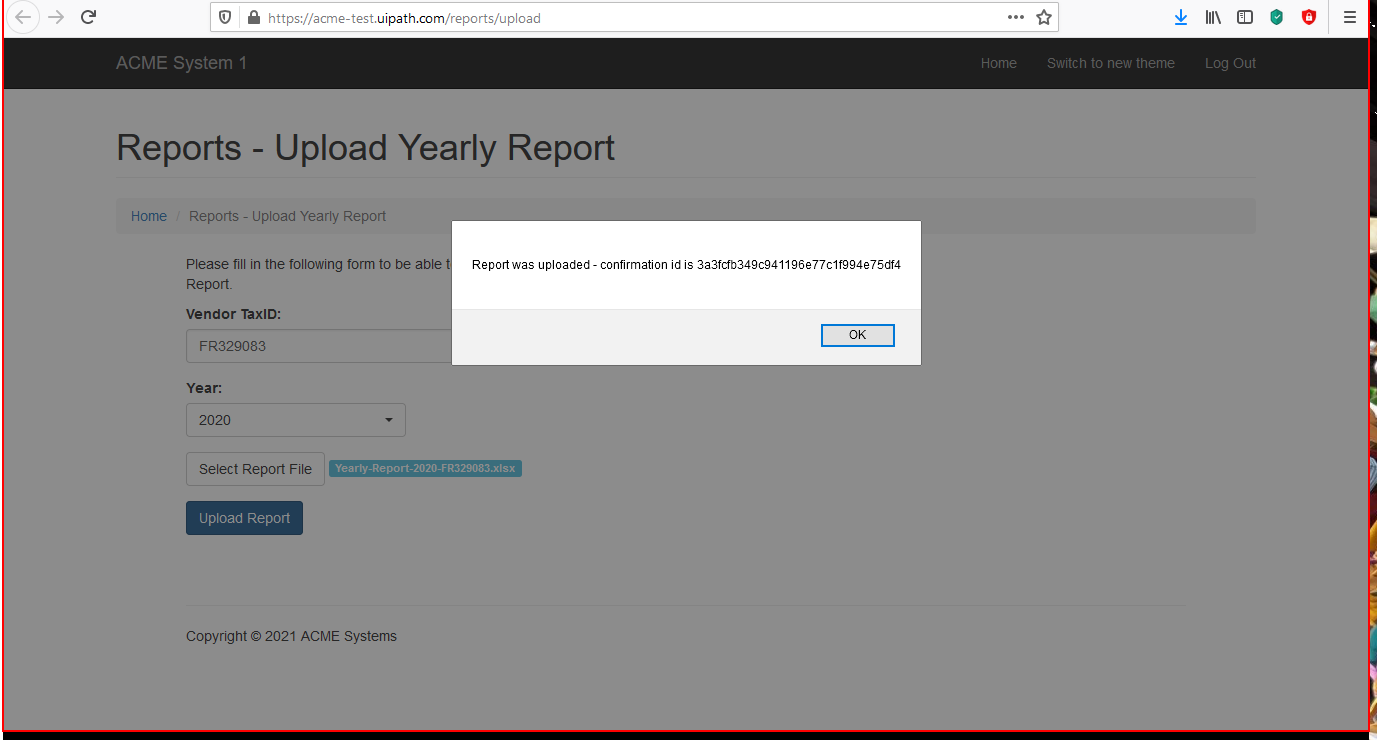 https://acme-test.uipath.com/reports/upload
ACME System 1
Home
Switch to new theme
Log Out
Reports - Upload Yearly Report
Home / Reports - Upload Yearly Report
Please fill in the following form to be able t
Report.
Report was uploaded - confirmation id is 3a3fcfb349c941196e77c1f994e75df4
OK
Vendor TaxID:
FR329083
Year:
2020
Select Report File
Yearly-Report-2020-FR329083.xlsx
Upload Report
Copyright © 2021 ACME Systems